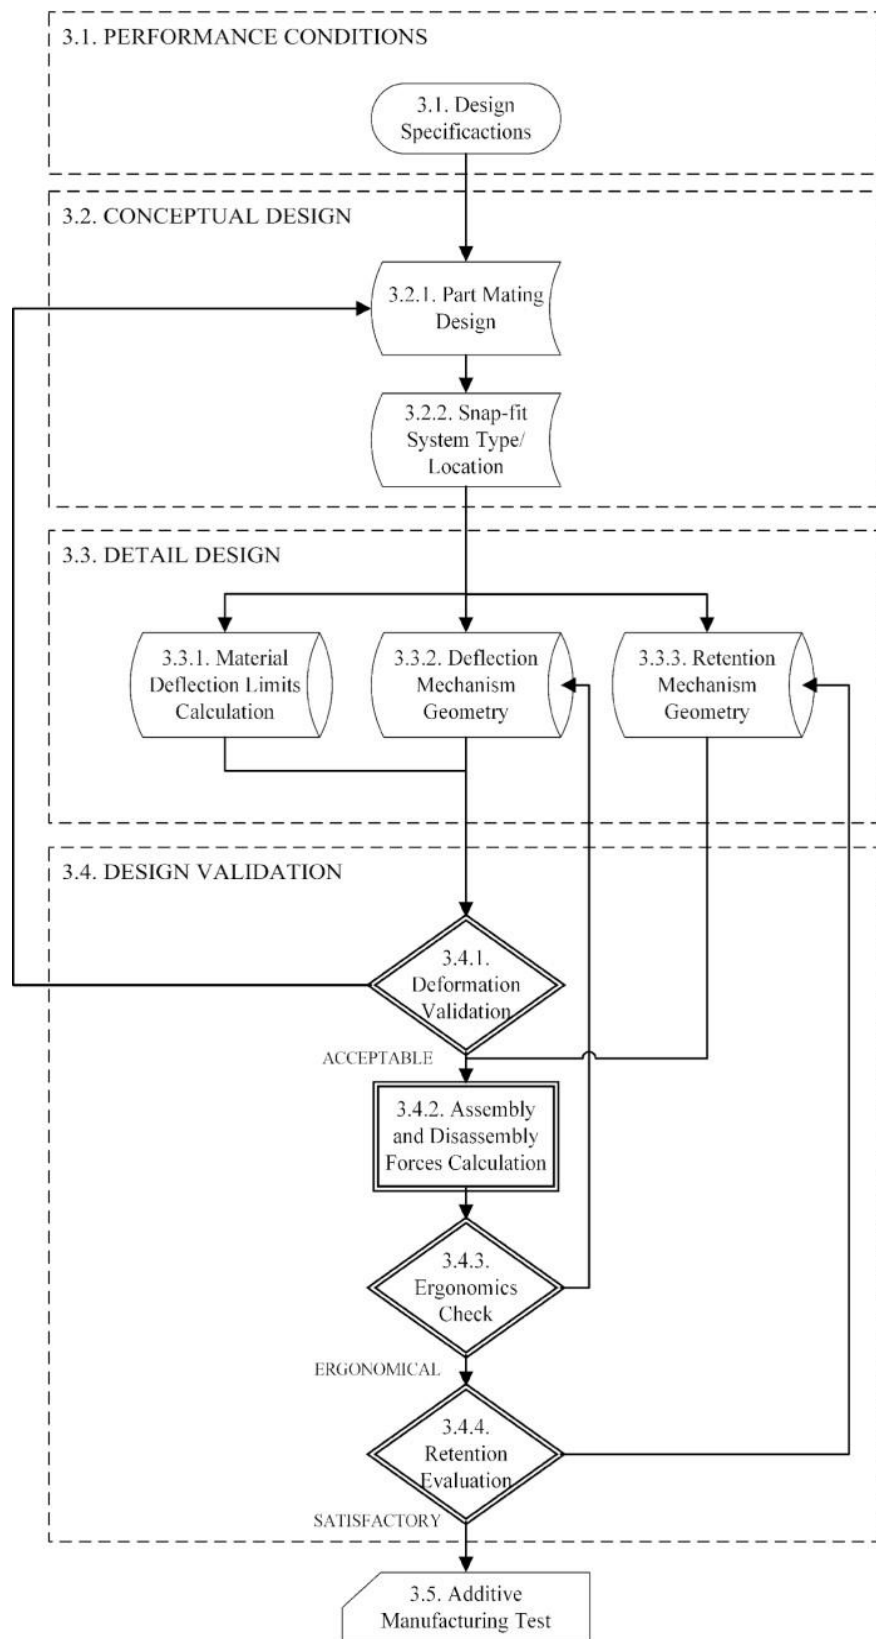 3.1. PERFORMANCE CONDITIONS
3.1. Design
Specificactions
3.2. CONCEPTUAL DESIGN
3.2.1. Part Mating
Design
3.2.2. Snap-fit
System Type/
Location
3.3. DETAIL DESIGN
3.3.1. Material
Deflection Limits
Calculation
3.3.2. Deflection
Mechanism
Geometry
3.3.3. Retention
Mechanism
Geometry
3.4. DESIGN VALIDATION
3.4.1.
Deformation
Validation
ACCEPTABLE
3.4.2. Assembly
and Disassembly
Forces Calculation
3.4.3.
Ergonomics
Check
ERGONOMICAL
3.4.4.
Retention
Evaluation
SATISFACTORY
3.5. Additive
Manufacturing Test